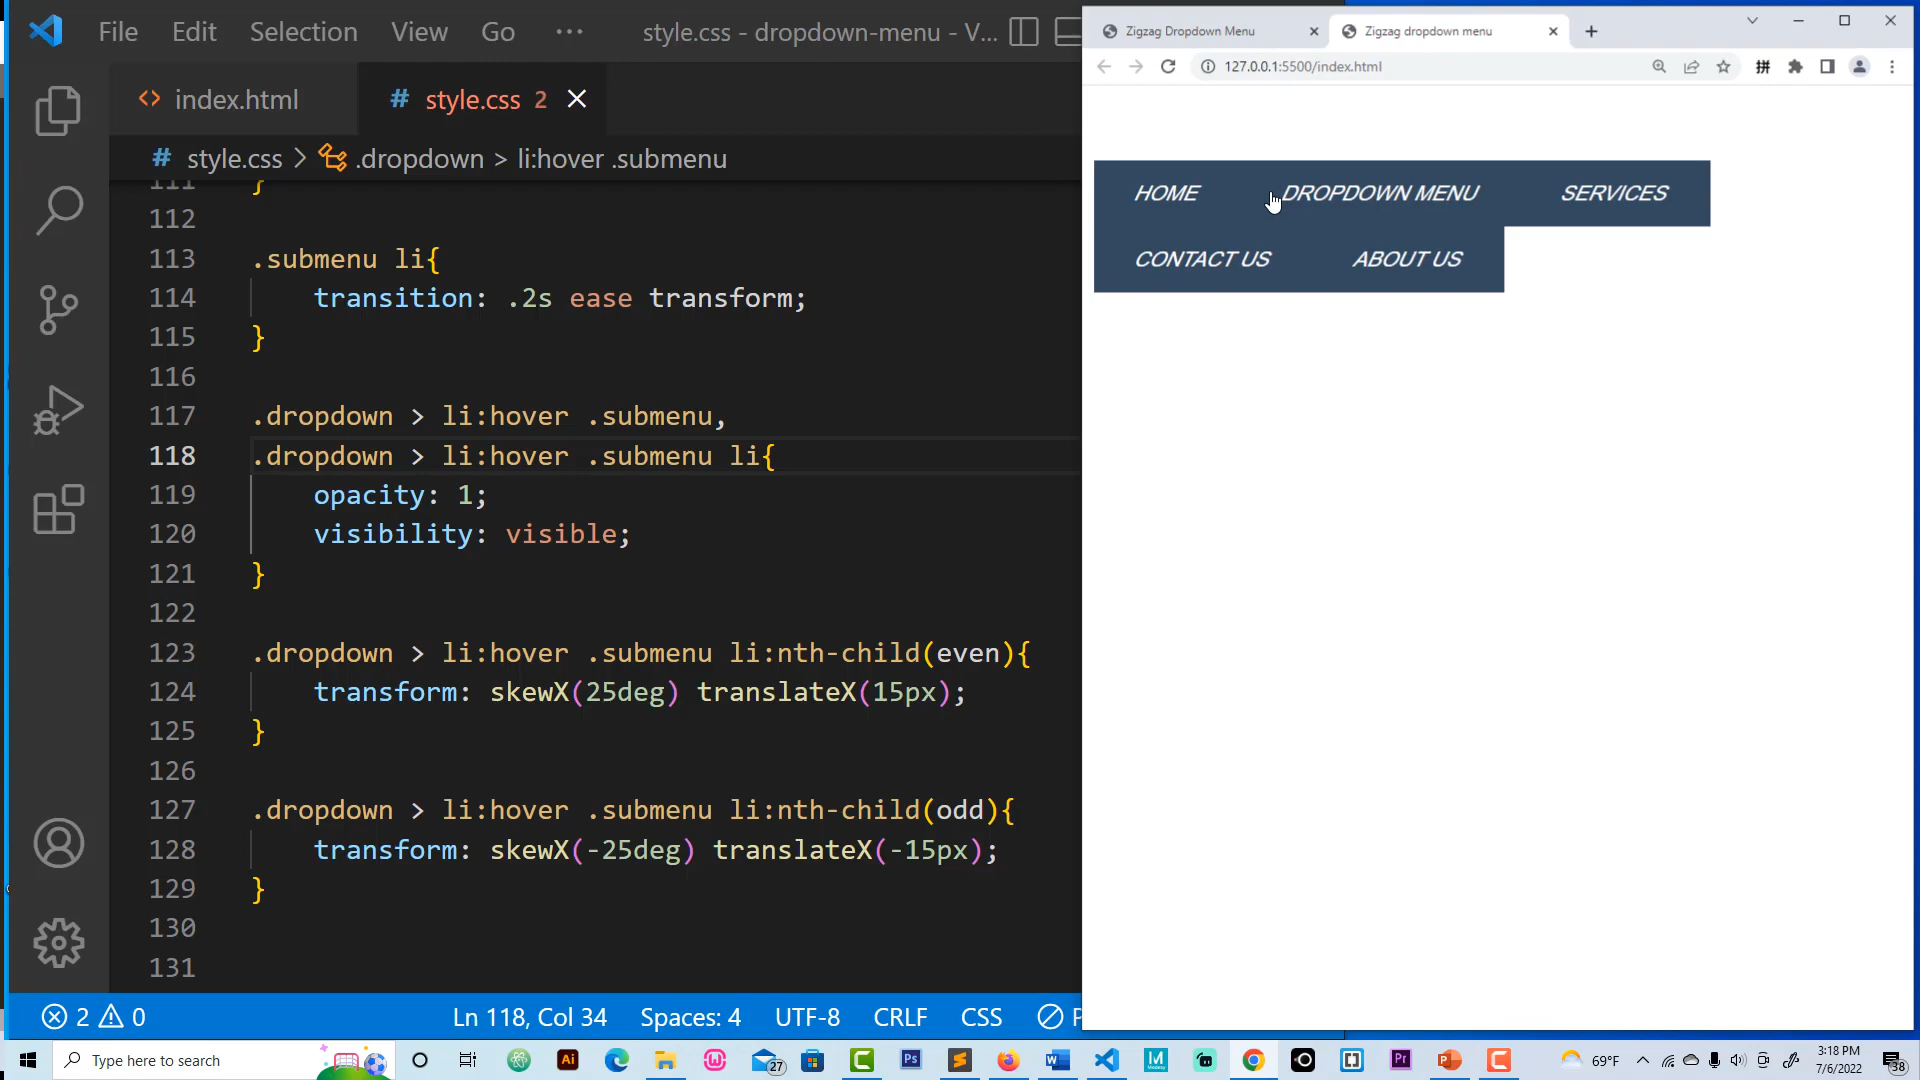 File Edit Selection View Go ··· style.css - dropdown-menu - V...
index.html style.css 2
style.css > .dropdown > li:hover .submenu
111 }
112
113 .submenu li{
114 transition: .2s ease transform;
115 }
116
117 .dropdown > li:hover .submenu,
118 .dropdown > li:hover .submenu li{
119 opacity: 1;
120 visibility: visible;
121 }
122
123 .dropdown > li:hover .submenu li:nth-child(even){
124 transform: skewX(25deg) translateX(15px);
125 }
126
127 .dropdown > li:hover .submenu li:nth-child(odd){
128 transform: skewX(-25deg) translateX(-15px);
129 }
130
131
2 0 Ln 118, Col 34 Spaces: 4 UTF-8 CRLF CSS P
Zigzag Dropdown Menu Zigzag dropdown menu
127.0.0.1:5500/index.html
HOME DROPDOWN MENU SERVICES
CONTACT US ABOUT US
Type here to search
Ai
27
Ps
Pr
69°F
3:18 PM
7/6/2022
38